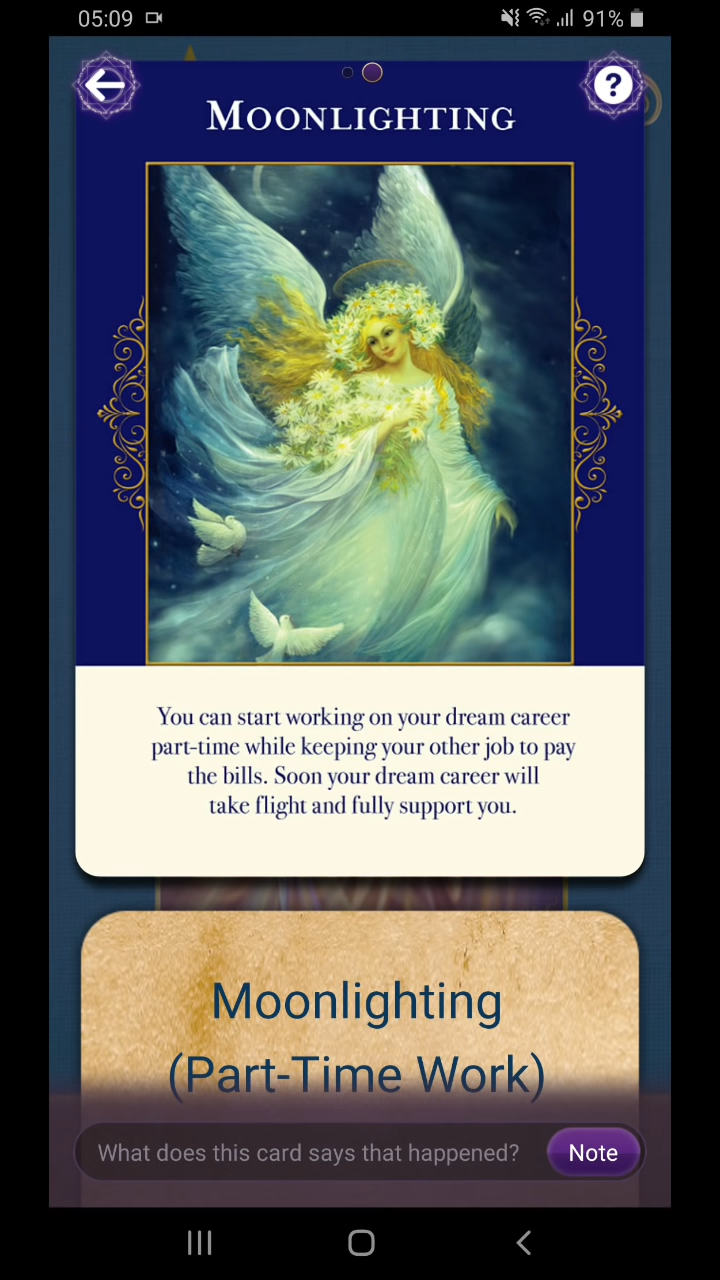 05:09
91%
?
MOONLIGHTING
You can start working on your dream career
part-time while keeping your other job to pay
the bills. Soon your dream career will
take flight and fully support you.
Moonlighting
(Part-Time Work)
What does this card says that happened?
Note